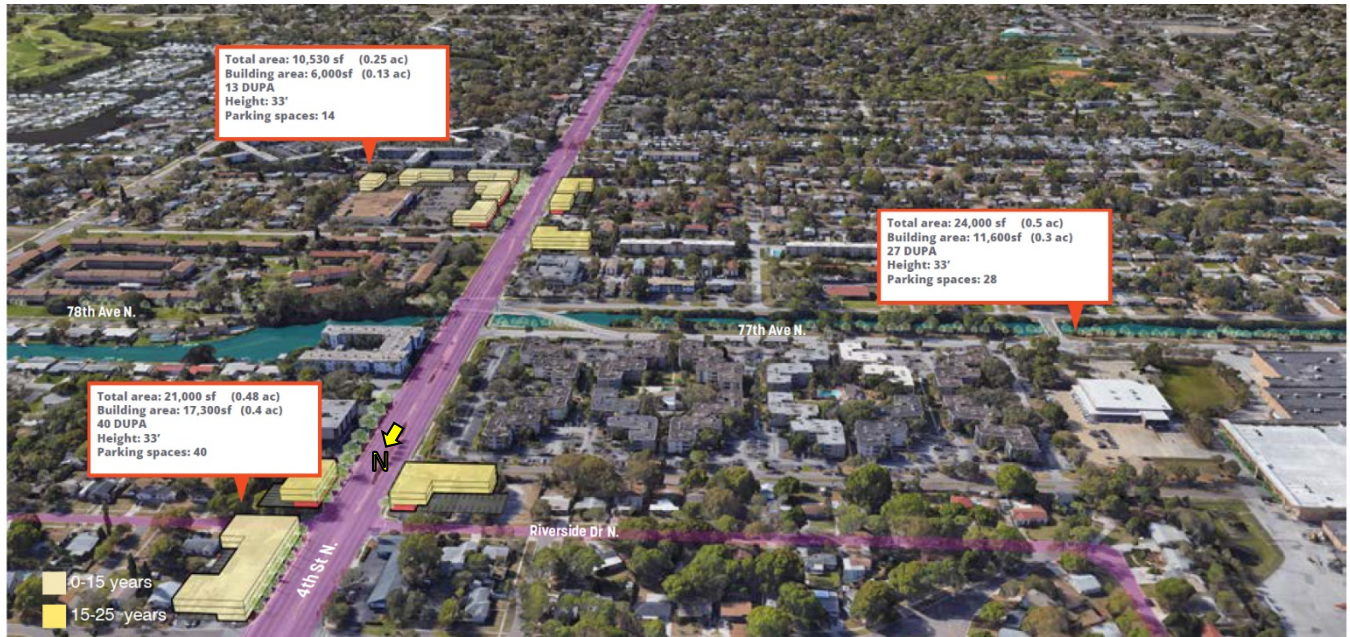 Total area: 10,530 sf (0.25 ac)
Building area: 6,000sf (0.13 ac)
13 DUPA
Height: 33'
Parking spaces: 14
Total area: 24,000 sf (0.5 ac)
Building area: 11,600sf (0.3 ac)
27 DUPA
Height: 33'
Parking spaces: 28
78th Ave N.
77th Ave N.
Total area: 21,000 sf (0.48 ac)
Building area: 17,300sf (0.4 ac)
40 DUPA
Height: 33'
Parking spaces: 40
N
Riverside Dr N.
4th St N.
0-15 years
15-25 years